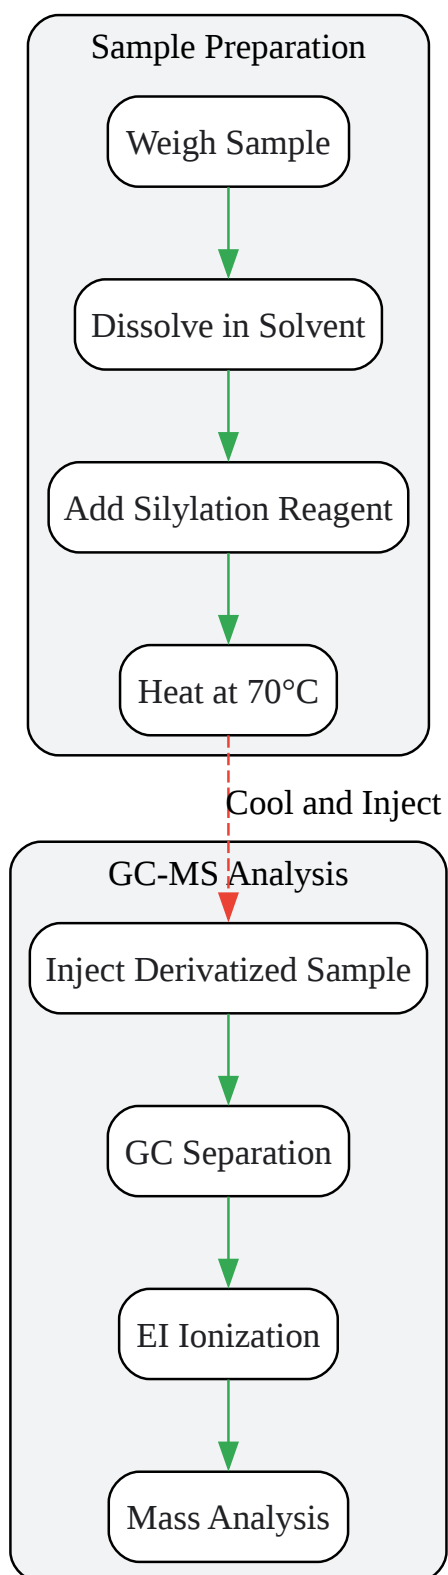 Sample Preparation
Weigh Sample
Dissolve in Solvent
Add Silylation Reagent
Heat at 70°C
Cool and Inject
GC-MS Analysis
Inject Derivatized Sample
GC Separation
EI Ionization
Mass Analysis